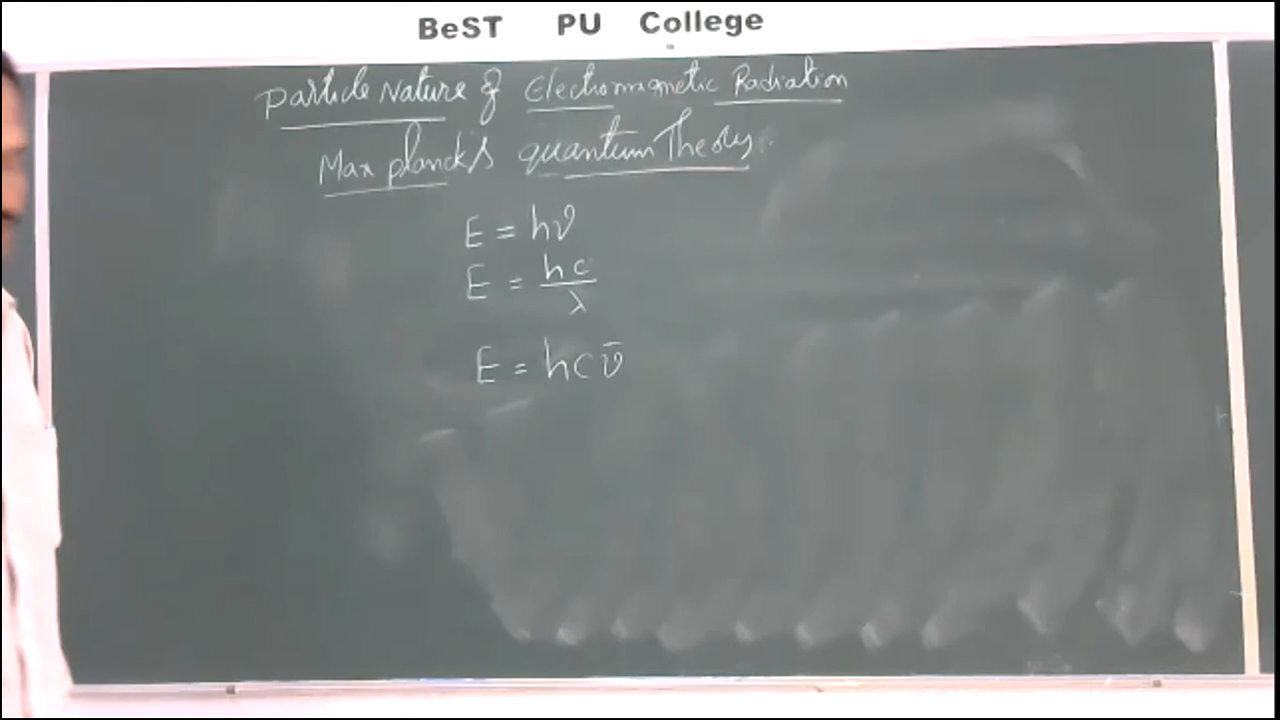 BeST PU College
Particle Nature of Electromagnetic Radiation
Max planck's quantum Theory.
E = hν
E = hc/λ
E = hcν̄